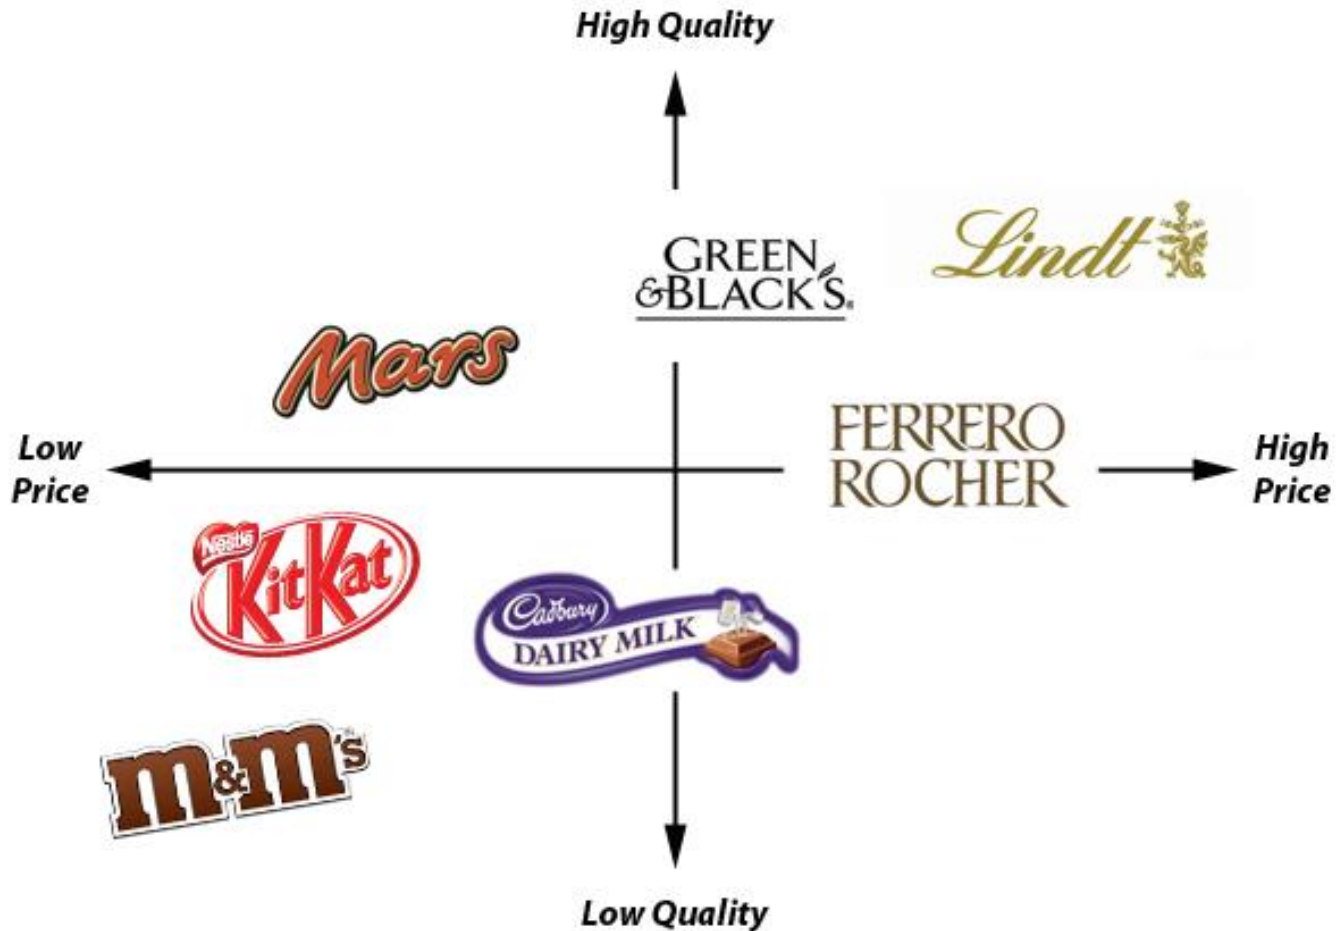 High Quality
Lindt
GREEN
&BLACK'S®
Mars
Low
Price
FERRERO
ROCHER
High
Price
Nestlé
KitKat
Cadbury
DAIRY MILK
m&m's
Low Quality